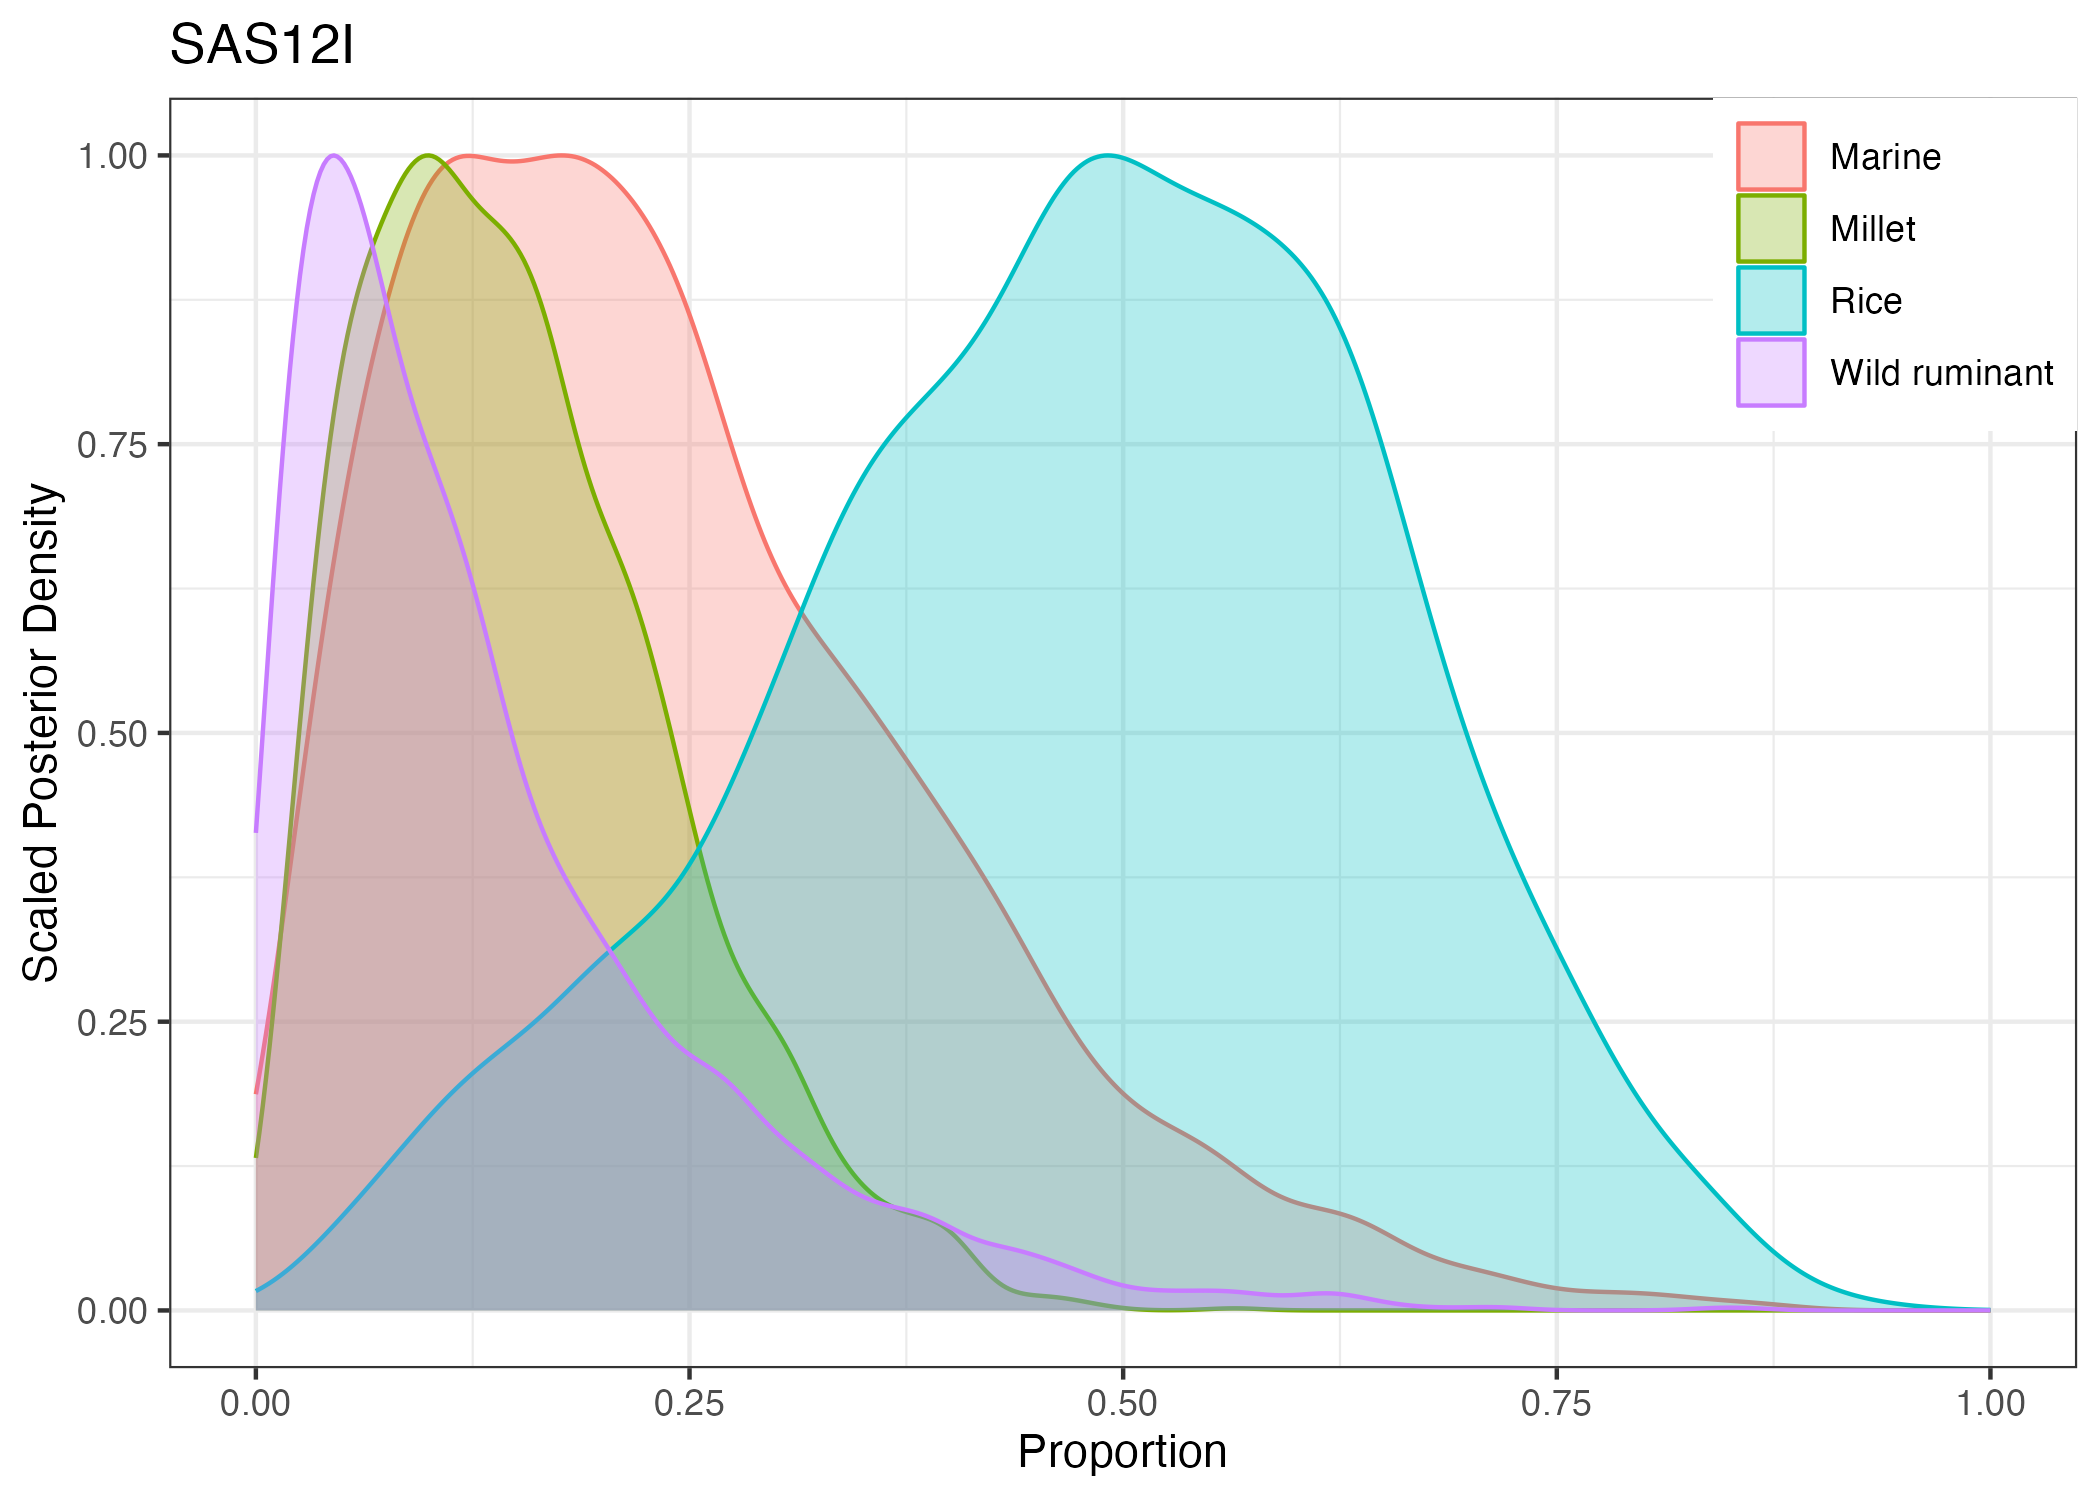 SAS12I
Marine
Millet
Rice
Wild ruminant
Scaled Posterior Density
1.00
0.75
0.50
0.25
0.00
0.00 0.25 0.50 0.75 1.00
Proportion